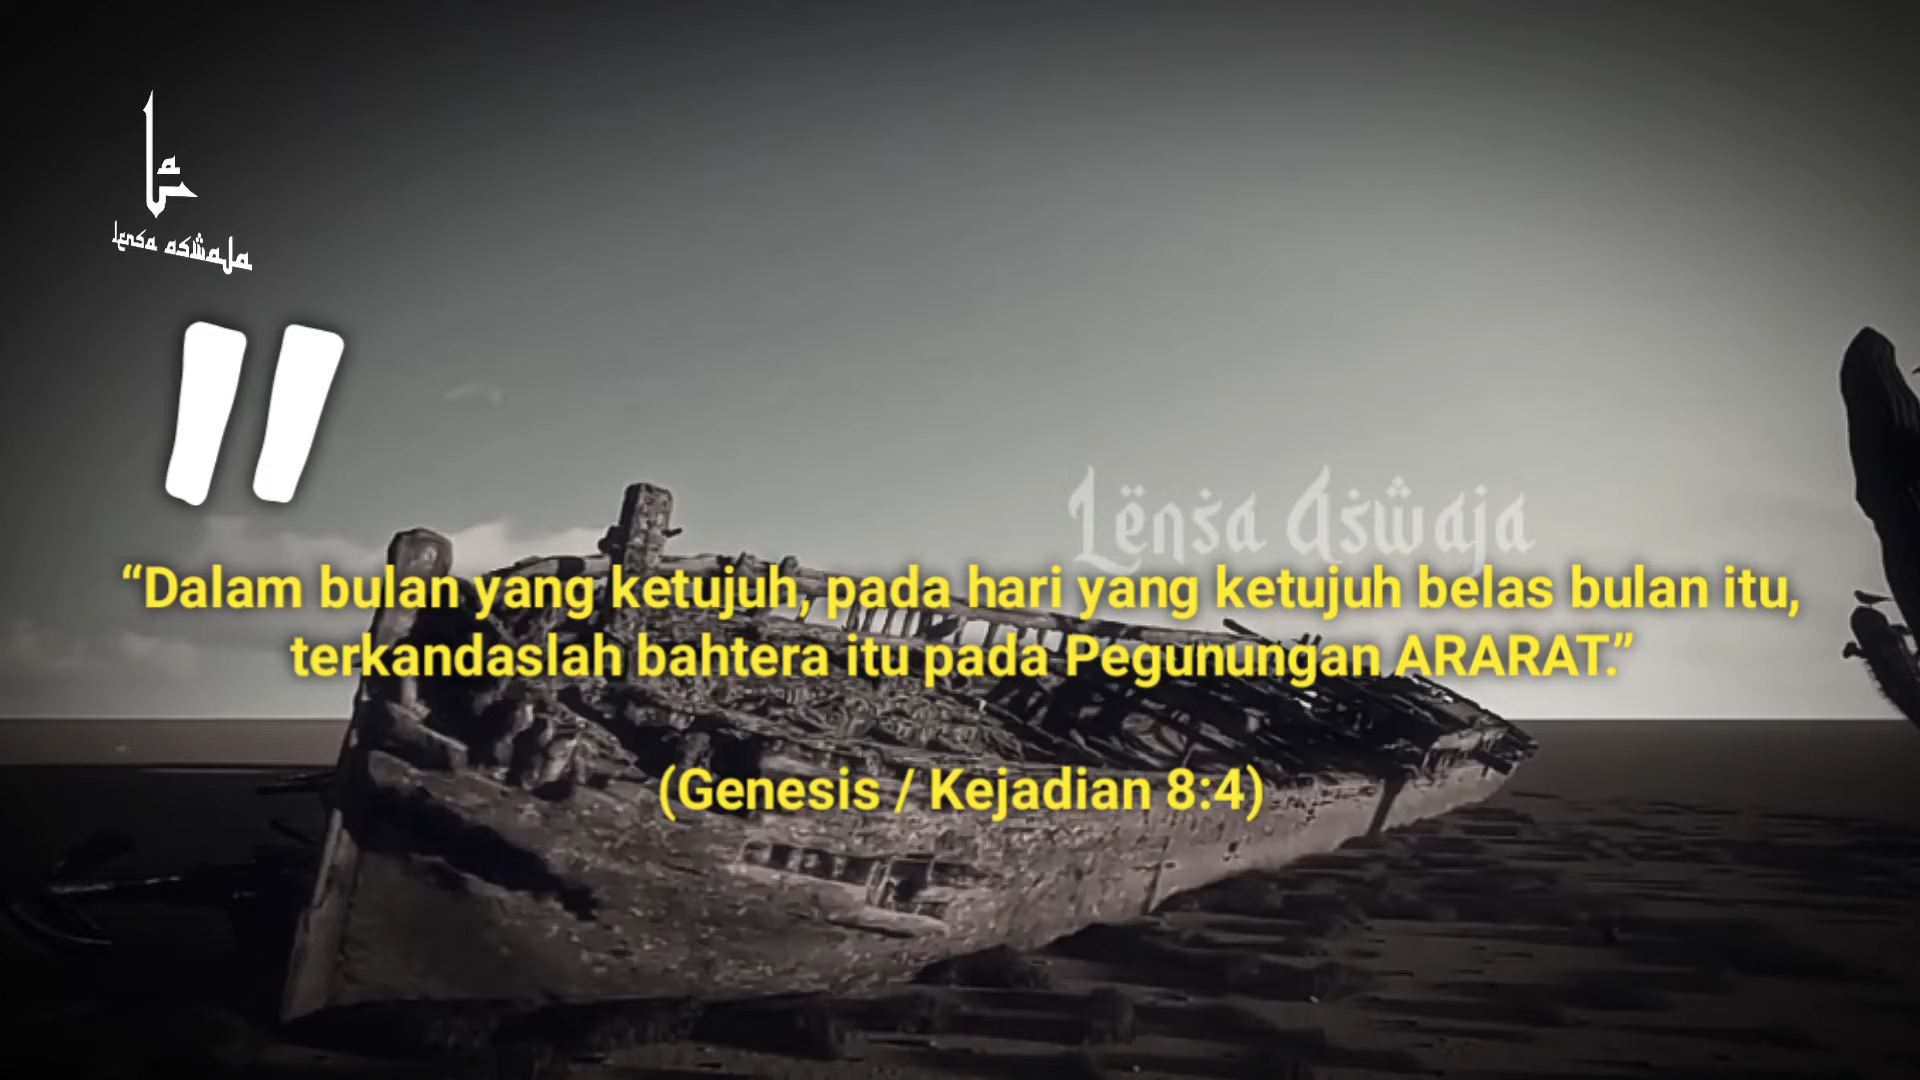 LA
Lensa aswaja
"
Lënsa Aswaja
“Dalam bulan yang ketujuh, pada hari yang ketujuh belas bulan itu,
terkandaslah bahtera itu pada Pegunungan ARARAT.”
(Genesis / Kejadian 8:4)